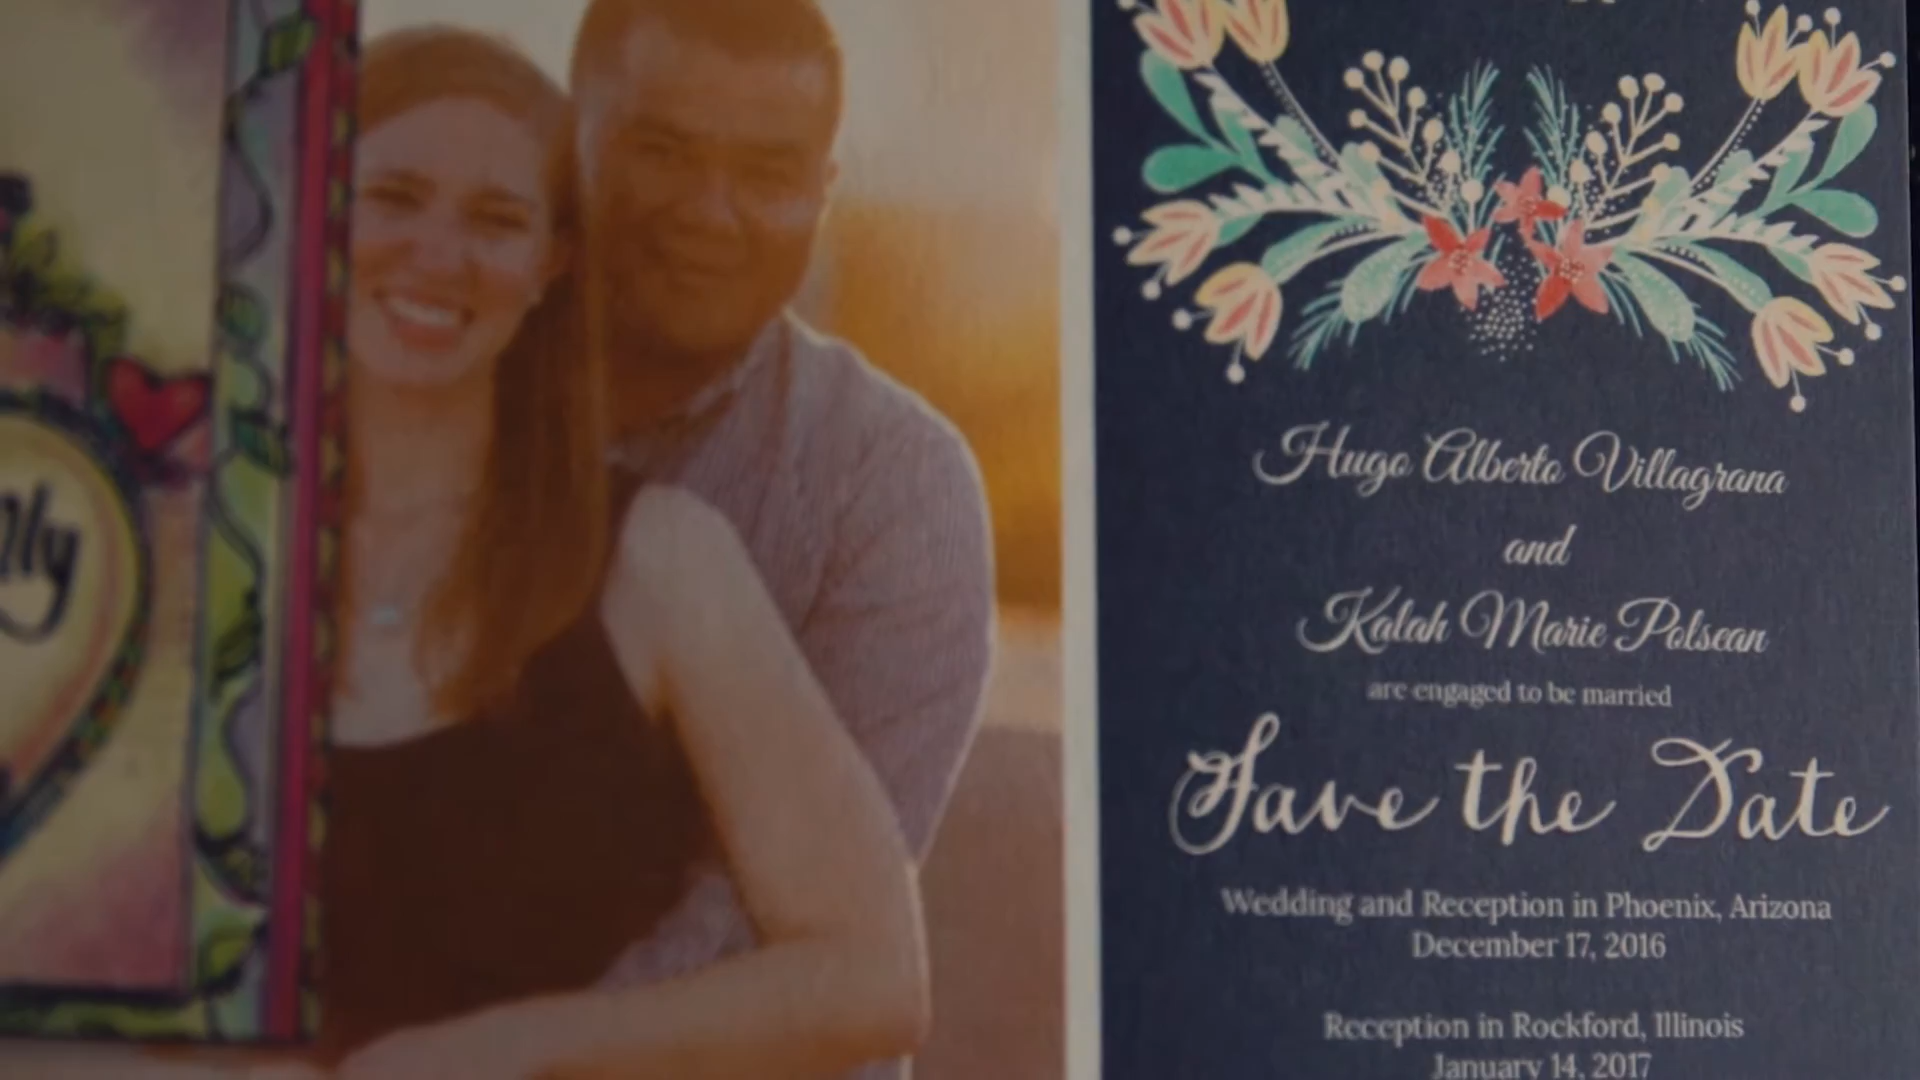 Hugo Alberto Villagrana
and
Kalah Marie Polsean
are engaged to be married
Save the Date
Wedding and Reception in Phoenix, Arizona
December 17, 2016
Reception in Rockford, Illinois
January 14, 2017